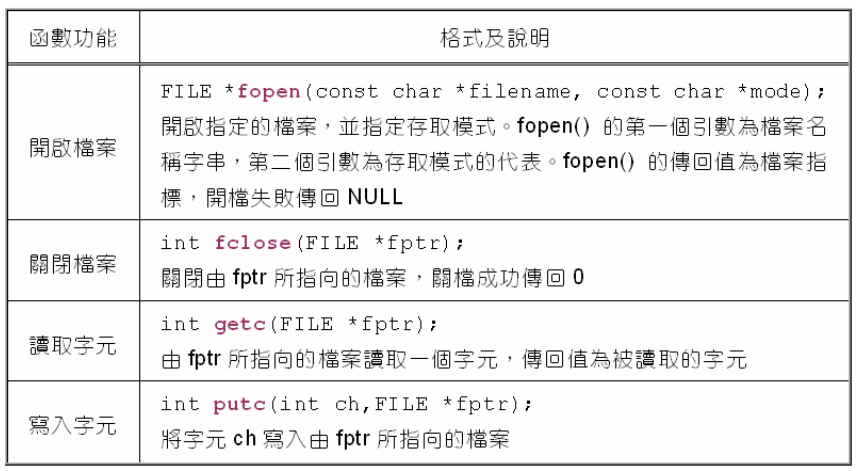 函數功能 格式及說明
開啟檔案
FILE *fopen(const char *filename, const char *mode);
開啟指定的檔案,並指定存取模式。fopen() 的第一個引數為檔案名
稱字串,第二個引數為存取模式的代表。fopen() 的傳回值為檔案指
標,開檔失敗傳回 NULL
關閉檔案
int fclose(FILE *fptr);
關閉由 fptr 所指向的檔案,關檔成功傳回 0
讀取字元
int getc(FILE *fptr);
由 fptr 所指向的檔案讀取一個字元,傳回值為被讀取的字元
寫入字元
int putc(int ch,FILE *fptr);
將字元 ch 寫入由 fptr 所指向的檔案